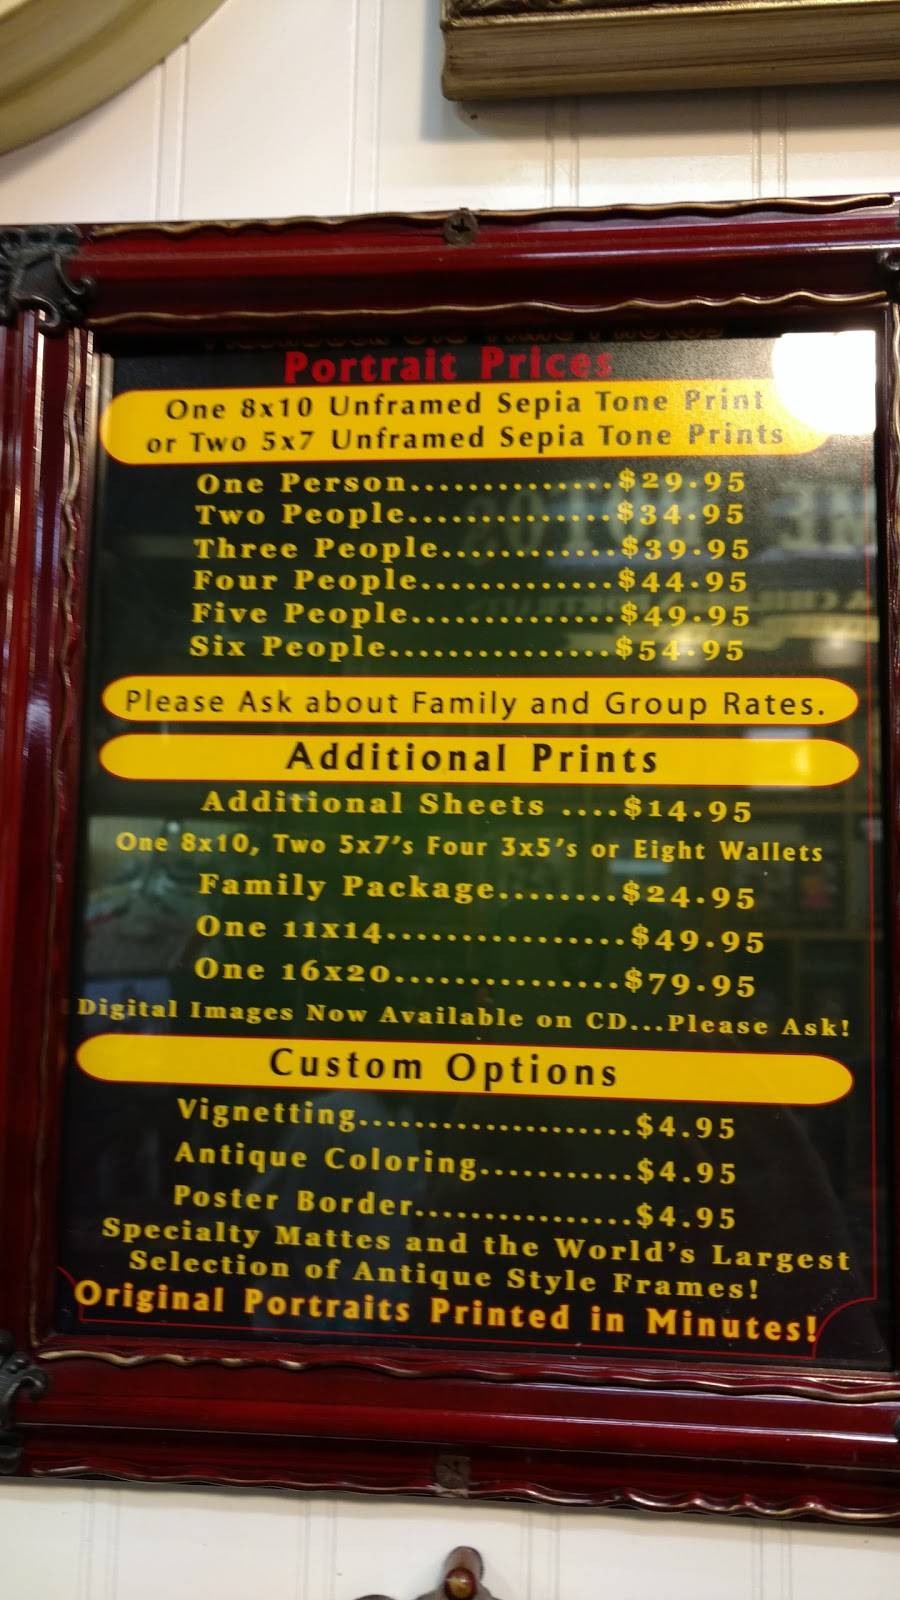 Old Time Photos
Portrait Prices
One 8x10 Unframed Sepia Tone Print
or Two 5x7 Unframed Sepia Tone Prints
One Person..............$29.95
Two People..............$34.95
Three People............$39.95
Four People.............$44.95
Five People..............$49.95
Six People................$54.95
Please Ask about Family and Group Rates.
Additional Prints
Additional Sheets ....$14.95
One 8x10, Two 5x7's Four 3x5's or Eight Wallets
Family Package........$24.95
One 11x14................$49.95
One 16x20...............$79.95
Digital Images Now Available on CD...Please Ask!
Custom Options
Vignetting....................$4.95
Antique Coloring...........$4.95
Poster Border................$4.95
Specialty Mattes and the World's Largest
Selection of Antique Style Frames!
Original Portraits Printed in Minutes!